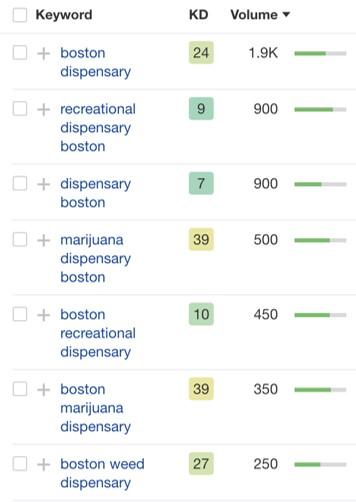 Keyword KD Volume
boston 24 1.9K
dispensary
recreational 9 900
dispensary
boston
dispensary 7 900
boston
marijuana 39 500
dispensary
boston
boston 10 450
recreational
dispensary
boston 39 350
marijuana
dispensary
boston weed 27 250
dispensary